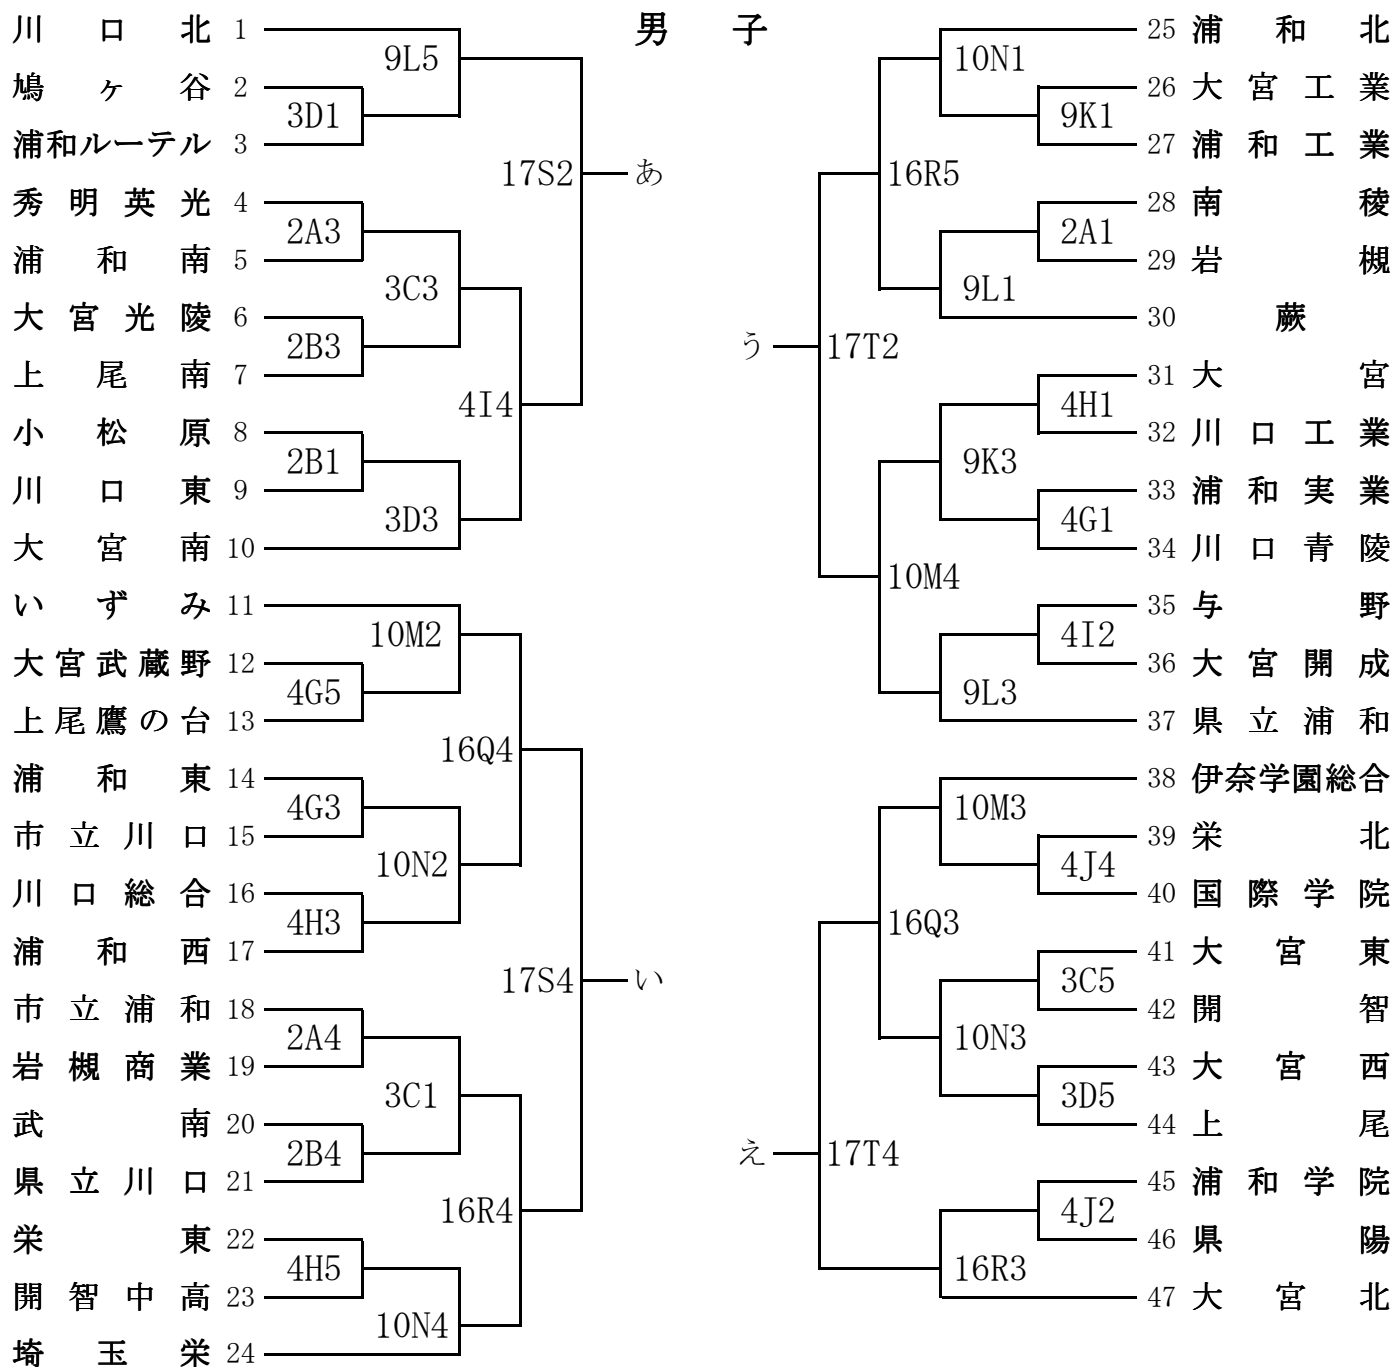 男　子
川口北 1
9L5
鳩ヶ谷 2
3D1
浦和ルーテル 3
17S2 あ
秀明英光 4
2A3
浦和南 5
3C3
大宮光陵 6
2B3
上尾南 7
4I4
小松原 8
2B1
川口東 9
3D3
大宮南 10
いずみ 11
10M2
大宮武蔵野 12
4G5
上尾鷹の台 13
16Q4
浦和東 14
4G3
市立川口 15
10N2
川口総合 16
4H3
浦和西 17
17S4 い
市立浦和 18
2A4
岩槻商業 19
3C1
武南 20
2B4
県立川口 21
16R4
栄東 22
4H5
開智中高 23
10N4
埼玉栄 24
25 浦和北
10N1
26 大宮工業
9K1
27 浦和工業
16R5
28 南稜
2A1
29 岩槻
9L1
30 蕨
う 17T2
31 大宮
4H1
32 川口工業
9K3
33 浦和実業
4G1
34 川口青陵
10M4
35 与野
4I2
36 大宮開成
9L3
37 県立浦和
38 伊奈学園総合
10M3
39 栄北
4J4
40 国際学院
16Q3
41 大宮東
3C5
42 開智
10N3
43 大宮西
3D5
44 上尾
え 17T4
45 浦和学院
4J2
46 県陽
16R3
47 大宮北